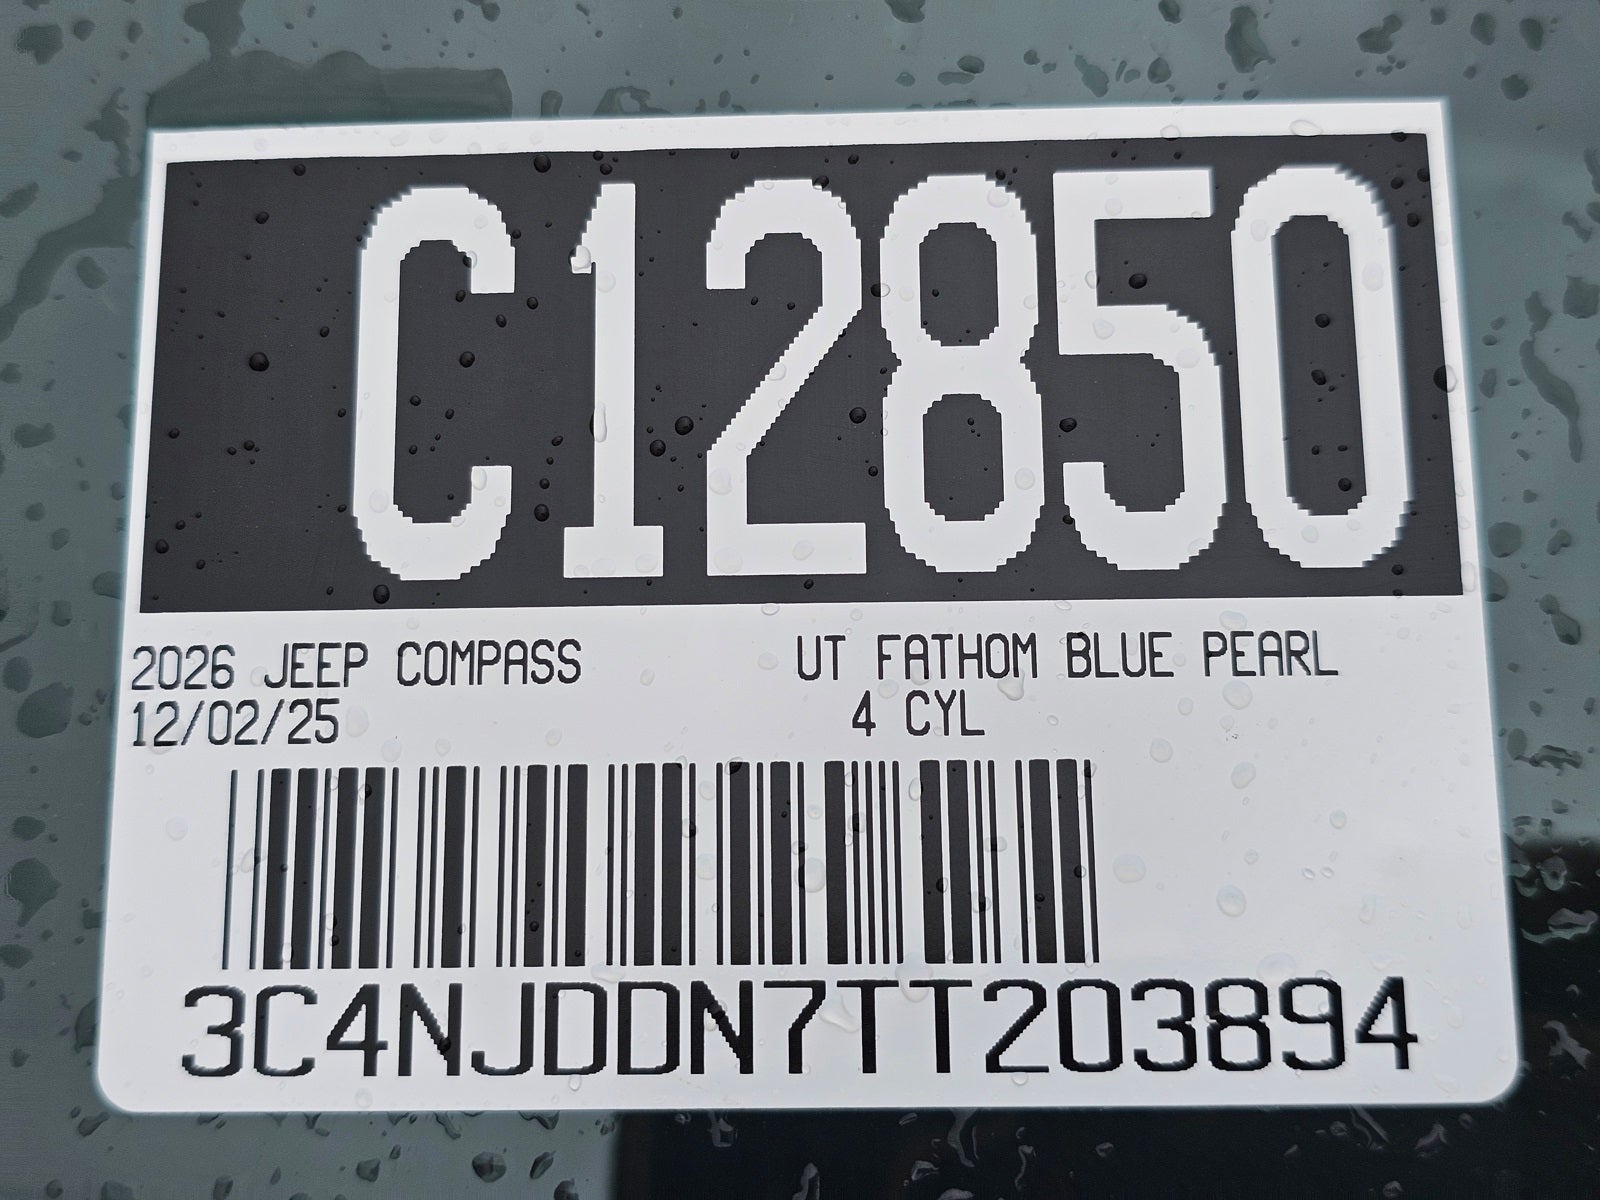 C12850
2026 JEEP COMPASS UT FATHOM BLUE PEARL
12/02/25 4 CYL
3C4NJDDN7TT203894